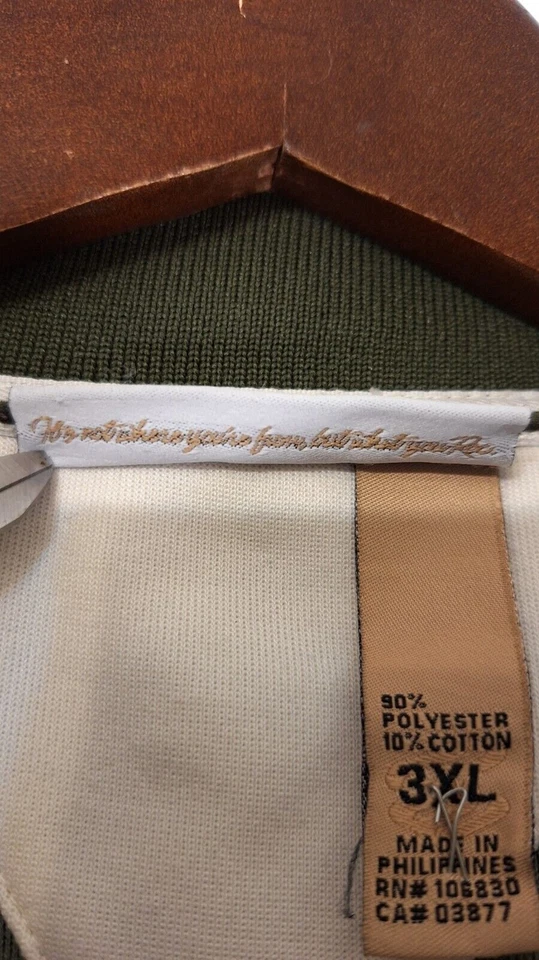 It's not where you're from, but what you Rep.
90%
POLYESTER
10% COTTON
3XL
MADE IN
PHILIPPINES
RN# 106830
CA# 03877